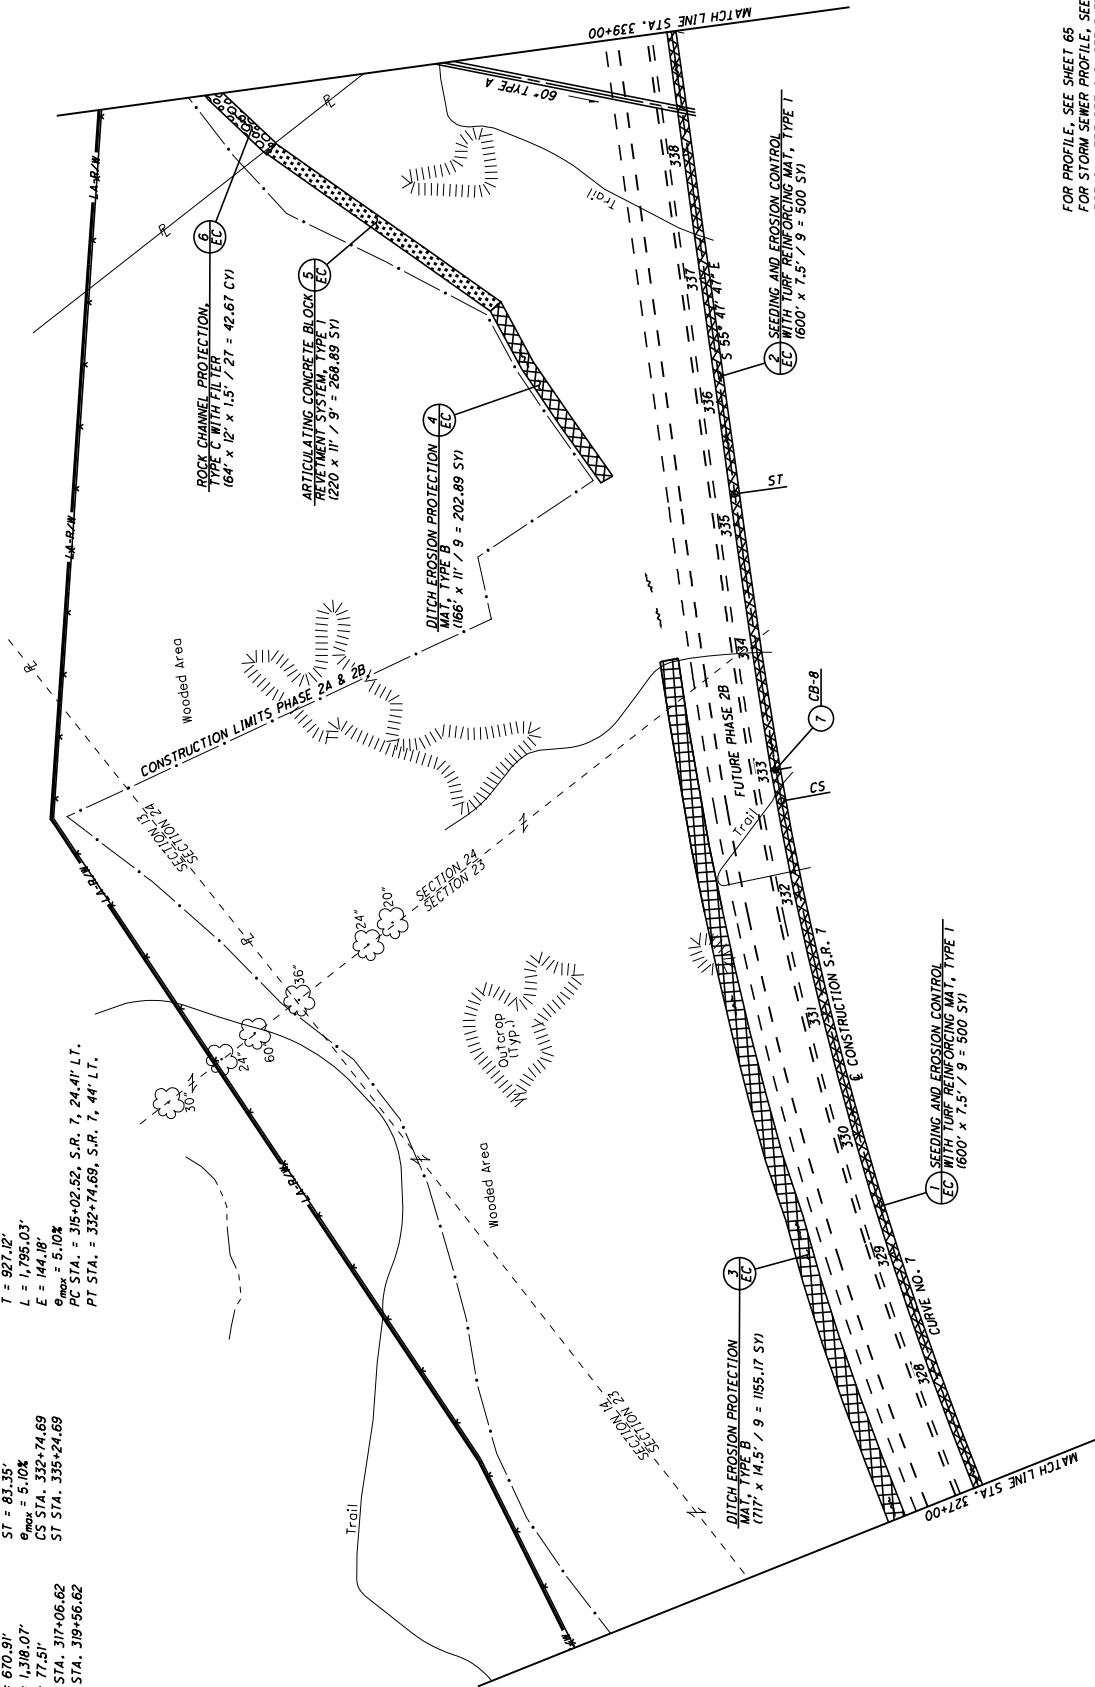 = 670.91'
= 1,318.07'
= 77.51'
STA. 317+06.62
STA. 319+56.62
ST = 83.35'
emax = 5.10%
CS STA. 332+74.69
ST STA. 335+24.69
T = 927.12'
L = 1,795.03'
E = 144.18'
emax = 5.10%
PC STA. = 315+02.52, S.R. 7, 24.41' LT.
PT STA. = 332+74.69, S.R. 7, 44' LT.
LA-R/W
LA-R/W
LA-R/W
LA-R/W
Trail
30"
24"
60"
36"
24"
20"
SECTION 13
SECTION 24
SECTION 24
SECTION 23
SECTION 14
SECTION 23
Wooded Area
Wooded Area
CONSTRUCTION LIMITS PHASE 2A & 2B
Outcrop
(Typ.)
6
EC
ROCK CHANNEL PROTECTION,
TYPE C WITH FILTER
(64' x 12' x 1.5' / 27 = 42.67 CY)
5
EC
ARTICULATING CONCRETE BLOCK
REVETMENT SYSTEM, TYPE 1
(220 x 11' / 9' = 268.89 SY)
4
EC
DITCH EROSION PROTECTION
MAT, TYPE B
(166' x 11' / 9 = 202.89 SY)
3
EC
DITCH EROSION PROTECTION
MAT, TYPE B
(717' x 14.5' / 9 = 1155.17 SY)
60" TYPE A
Trail
Trail
FUTURE PHASE 2B
MATCH LINE STA. 327+00
MATCH LINE STA. 339+00
328
329
330
331
332
333
334
335
336
337
338
CURVE NO. 7
℄ CONSTRUCTION S.R. 7
S 55° 47' 47" E
CS
7
CB-8
ST
1
EC
SEEDING AND EROSION CONTROL
WITH TURF REINFORCING MAT, TYPE 1
(600' x 7.5' / 9 = 500 SY)
2
EC
SEEDING AND EROSION CONTROL
WITH TURF REINFORCING MAT, TYPE 1
(600' x 7.5' / 9 = 500 SY)
FOR PROFILE, SEE SHEET 65
FOR STORM SEWER PROFILE, SEE